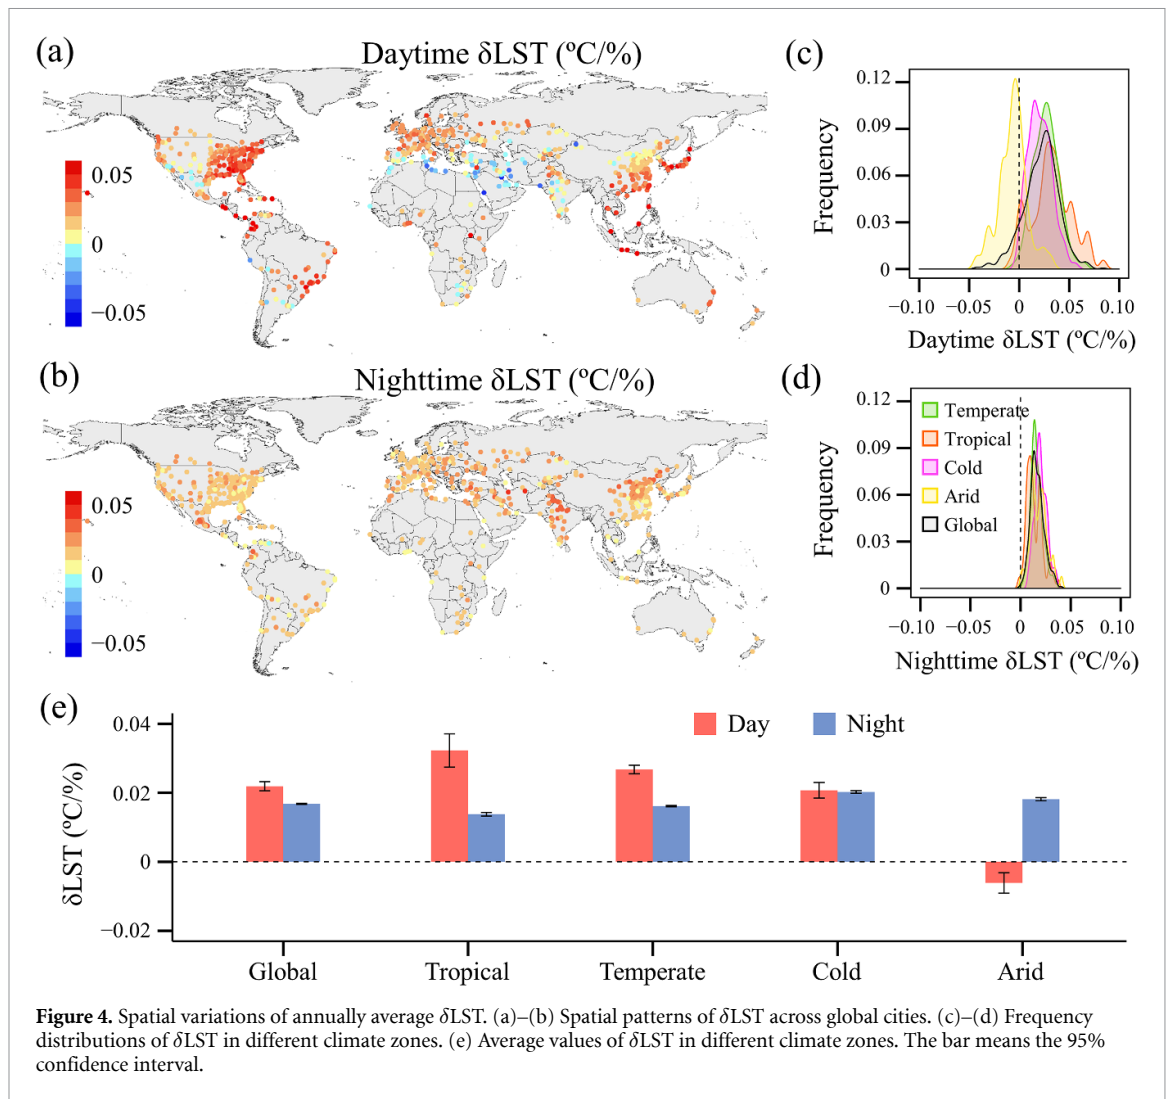 (a)
Daytime δLST (ºC/%)
0.05
0
−0.05
(c)
Frequency
0.12
0.09
0.06
0.03
0
−0.10 −0.05 0 0.05 0.10
Daytime δLST (ºC/%)
(b)
Nighttime δLST (ºC/%)
0.05
0
−0.05
(d)
Frequency
0.12
0.09
0.06
0.03
0
Temperate
Tropical
Cold
Arid
Global
−0.10 −0.05 0 0.05 0.10
Nighttime δLST (ºC/%)
(e)
δLST (ºC/%)
0.04
0.02
0
−0.02
Day Night
Global Tropical Temperate Cold Arid
Figure 4. Spatial variations of annually average δLST. (a)–(b) Spatial patterns of δLST across global cities. (c)–(d) Frequency
distributions of δLST in different climate zones. (e) Average values of δLST in different climate zones. The bar means the 95%
confidence interval.